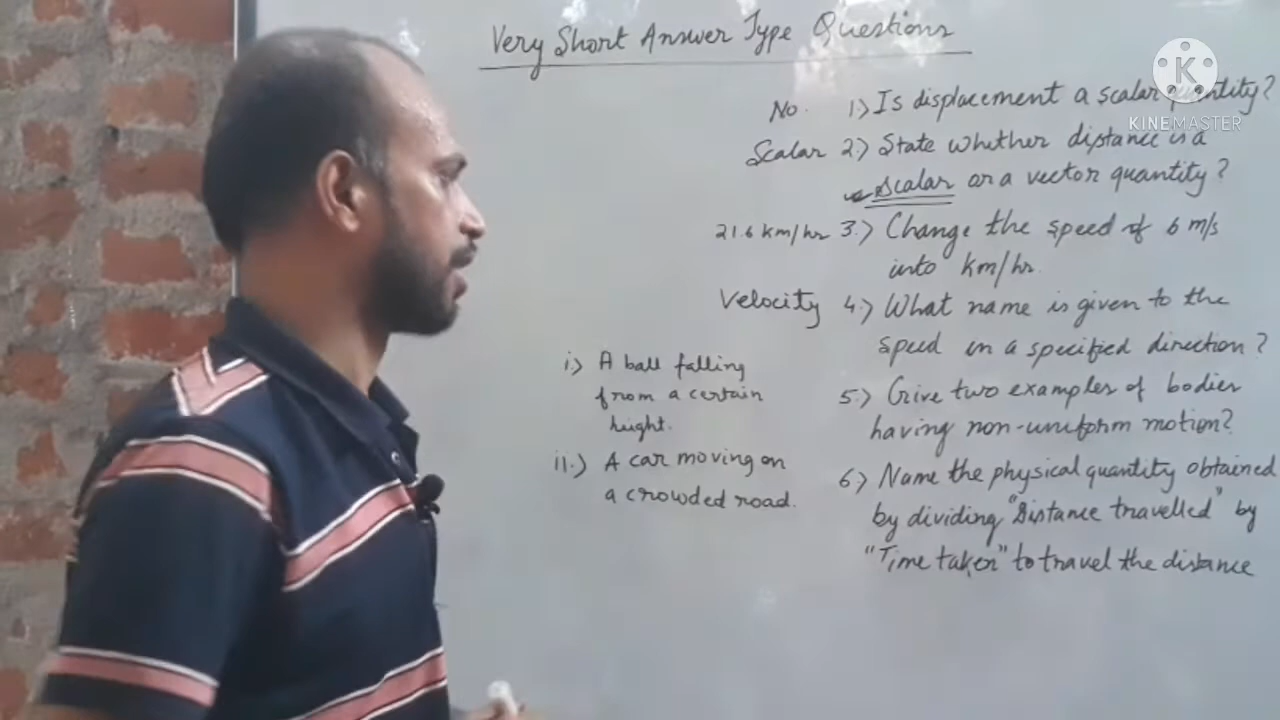 Very Short Answer Type Questions
No. 1.) Is displacement a scalar quantity?
Scalar 2.) State whether distance is a
Scalar or a vector quantity?
21.6 km/hr 3.) Change the speed of 6 m/s
into km/hr.
Velocity 4.) What name is given to the
speed in a specified direction?
5.) Give two examples of bodies
having non-uniform motion?
i.) A ball falling
from a certain
height.
ii.) A car moving on
a crowded road.
6.) Name the physical quantity obtained
by dividing "Distance travelled" by
"Time taken" to travel the distance
K
KINEMASTER